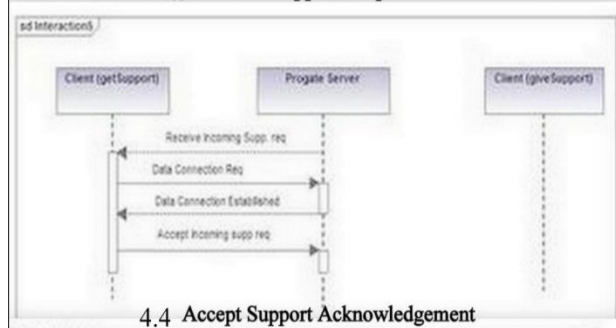 sd Interaction5
Client (getSupport)
Progate Server
Client (giveSupport)
Receive Incoming Supp. req
Data Connection Req
Data Connection Established
Accept incoming supp req
4.4 Accept Support Acknowledgement